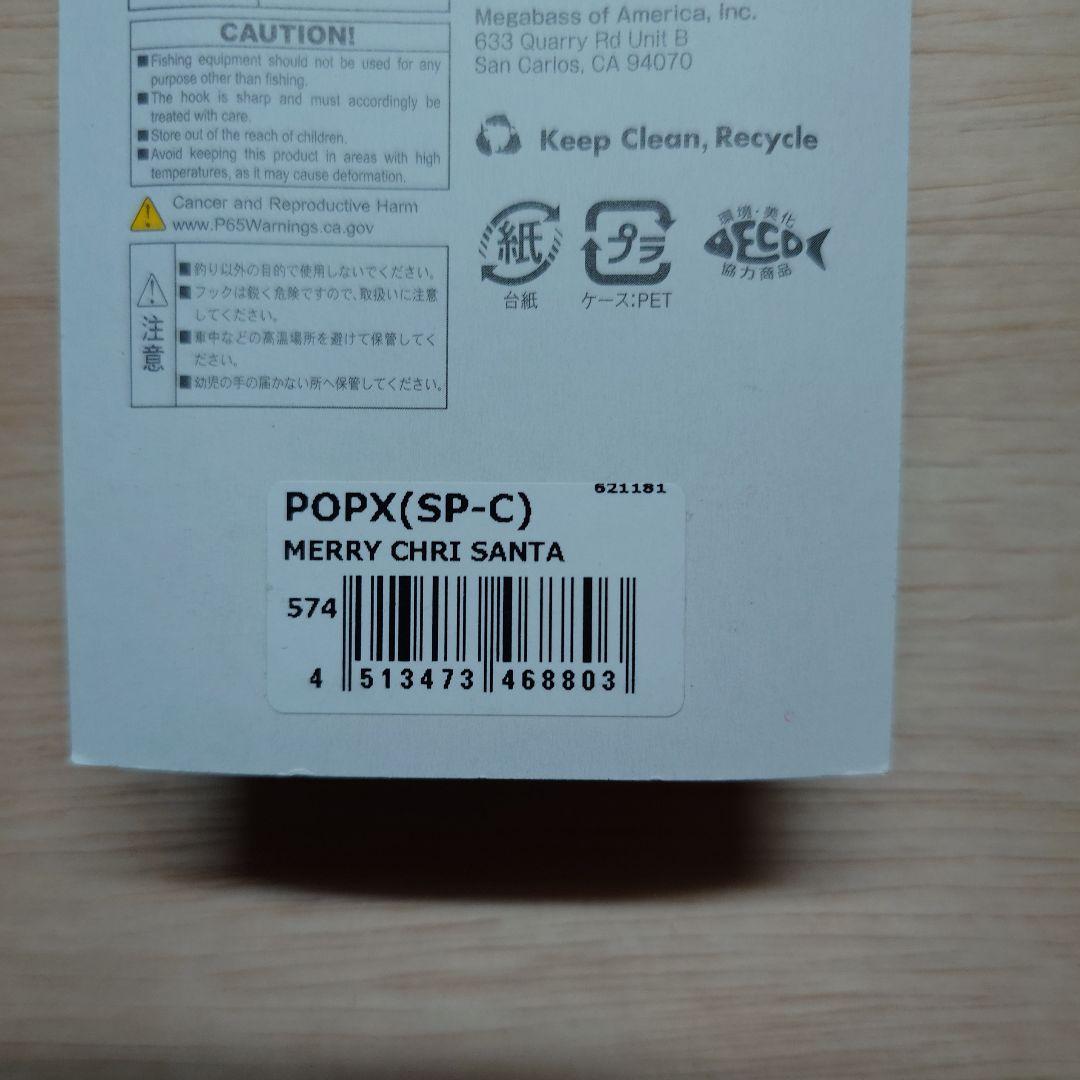 CAUTION!
■Fishing equipment should not be used for any
purpose other than fishing.
■The hook is sharp and must accordingly be
treated with care.
■Store out of the reach of children.
■Avoid keeping this product in areas with high
temperatures, as it may cause deformation.
Cancer and Reproductive Harm
www.P65Warnings.ca.gov
注意
■釣り以外の目的で使用しないでください。
■フックは鋭く危険ですので、取扱いに注意
してください。
■車中などの高温場所を避けて保管してく
ださい。
■幼児の手の届かない所へ保管してください。
Megabass of America, Inc.
633 Quarry Rd Unit B
San Carlos, CA 94070
Keep Clean, Recycle
紙
台紙
プラ
ケース:PET
環境・美化
ECO
協力商品
621181
POPX(SP-C)
MERRY CHRI SANTA
574
4 513473 468803